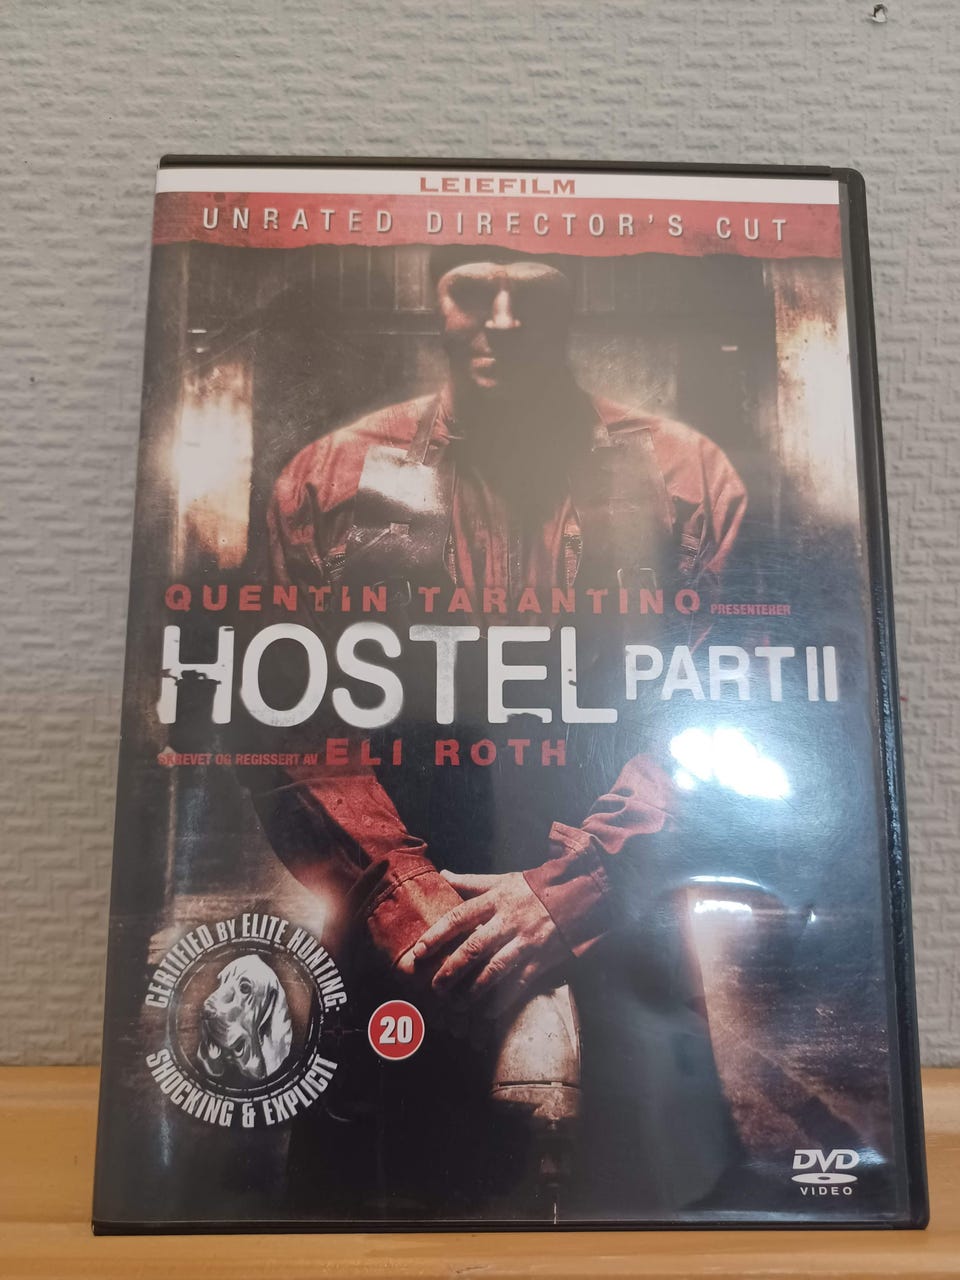 LEIEFILM
UNRATED DIRECTOR'S CUT
QUENTIN TARANTINO PRESENTERER
HOSTEL PART II
SKREVET OG REGISSERT AV ELI ROTH
CERTIFIED BY ELITE HUNTING:
SHOCKING & EXPLICIT
20
DVD
VIDEO